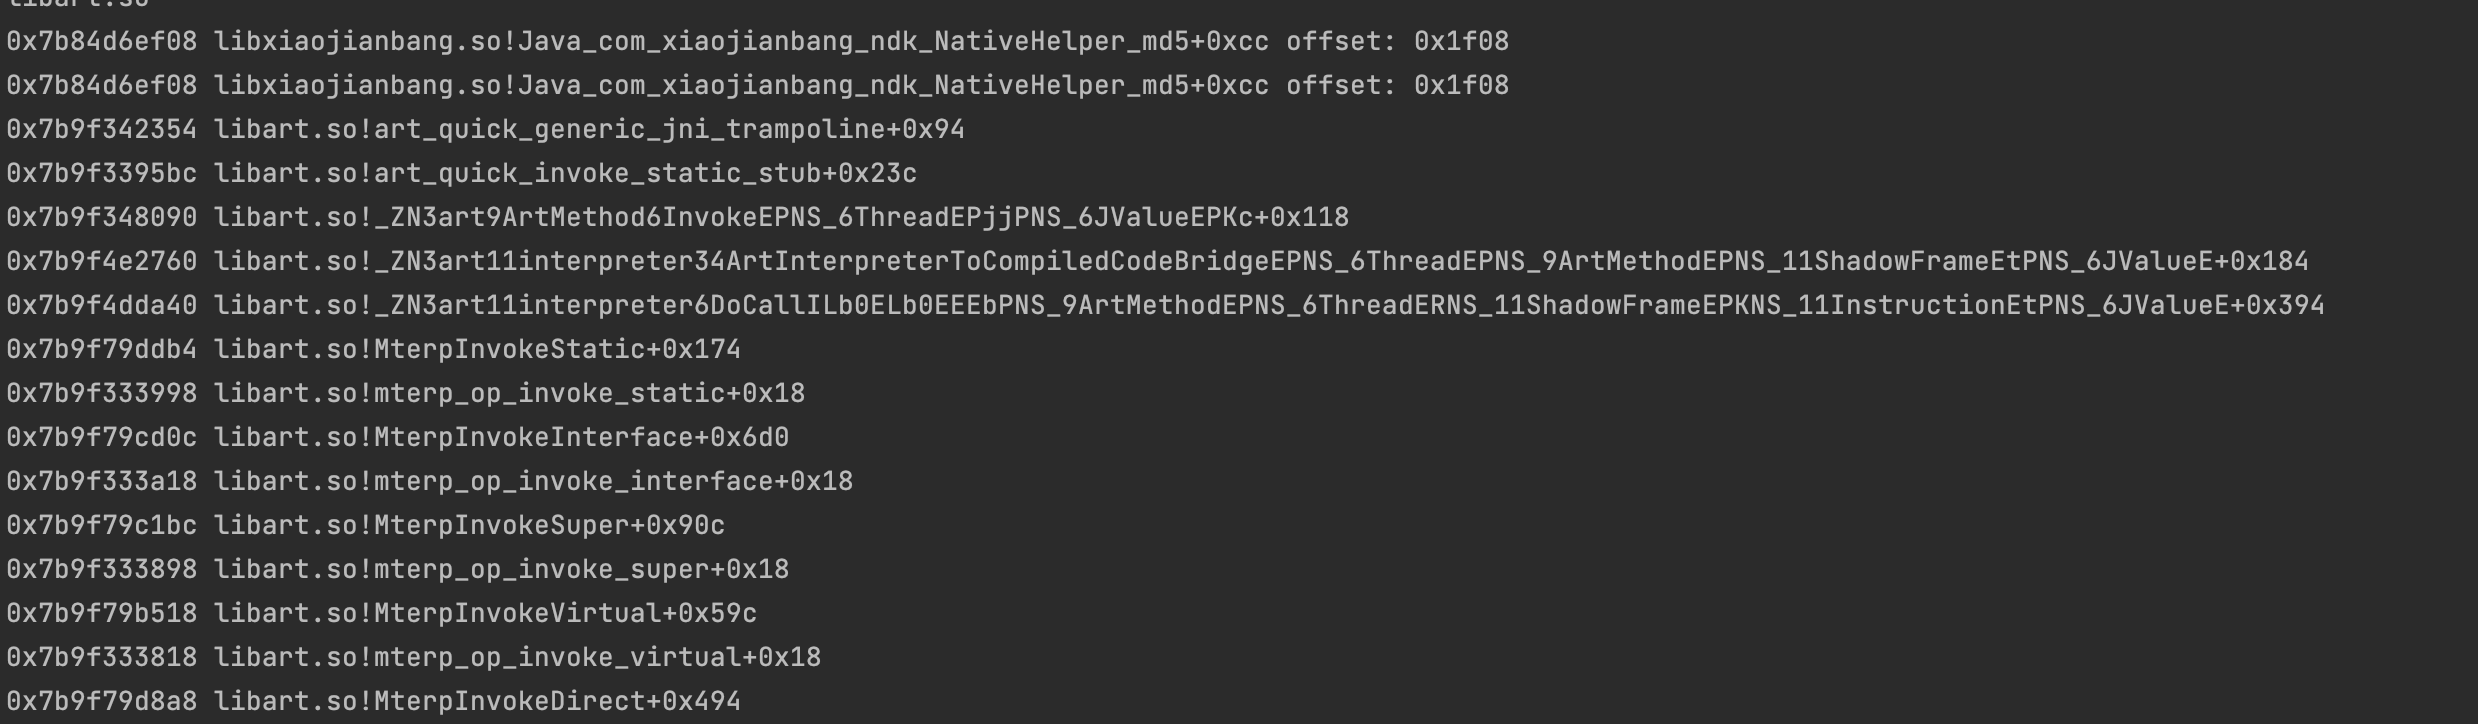 libart.so
0x7b84d6ef08 libxiaojianbang.so!Java_com_xiaojianbang_ndk_NativeHelper_md5+0xcc offset: 0x1f08
0x7b84d6ef08 libxiaojianbang.so!Java_com_xiaojianbang_ndk_NativeHelper_md5+0xcc offset: 0x1f08
0x7b9f342354 libart.so!art_quick_generic_jni_trampoline+0x94
0x7b9f3395bc libart.so!art_quick_invoke_static_stub+0x23c
0x7b9f348090 libart.so!_ZN3art9ArtMethod6InvokeEPNS_6ThreadEPjjPNS_6JValueEPKc+0x118
0x7b9f4e2760 libart.so!_ZN3art11interpreter34ArtInterpreterToCompiledCodeBridgeEPNS_6ThreadEPNS_9ArtMethodEPNS_11ShadowFrameEtPNS_6JValueE+0x184
0x7b9f4dda40 libart.so!_ZN3art11interpreter6DoCallILb0ELb0EEEbPNS_9ArtMethodEPNS_6ThreadERNS_11ShadowFrameEPKNS_11InstructionEtPNS_6JValueE+0x394
0x7b9f79ddb4 libart.so!MterpInvokeStatic+0x174
0x7b9f333998 libart.so!mterp_op_invoke_static+0x18
0x7b9f79cd0c libart.so!MterpInvokeInterface+0x6d0
0x7b9f333a18 libart.so!mterp_op_invoke_interface+0x18
0x7b9f79c1bc libart.so!MterpInvokeSuper+0x90c
0x7b9f333898 libart.so!mterp_op_invoke_super+0x18
0x7b9f79b518 libart.so!MterpInvokeVirtual+0x59c
0x7b9f333818 libart.so!mterp_op_invoke_virtual+0x18
0x7b9f79d8a8 libart.so!MterpInvokeDirect+0x494